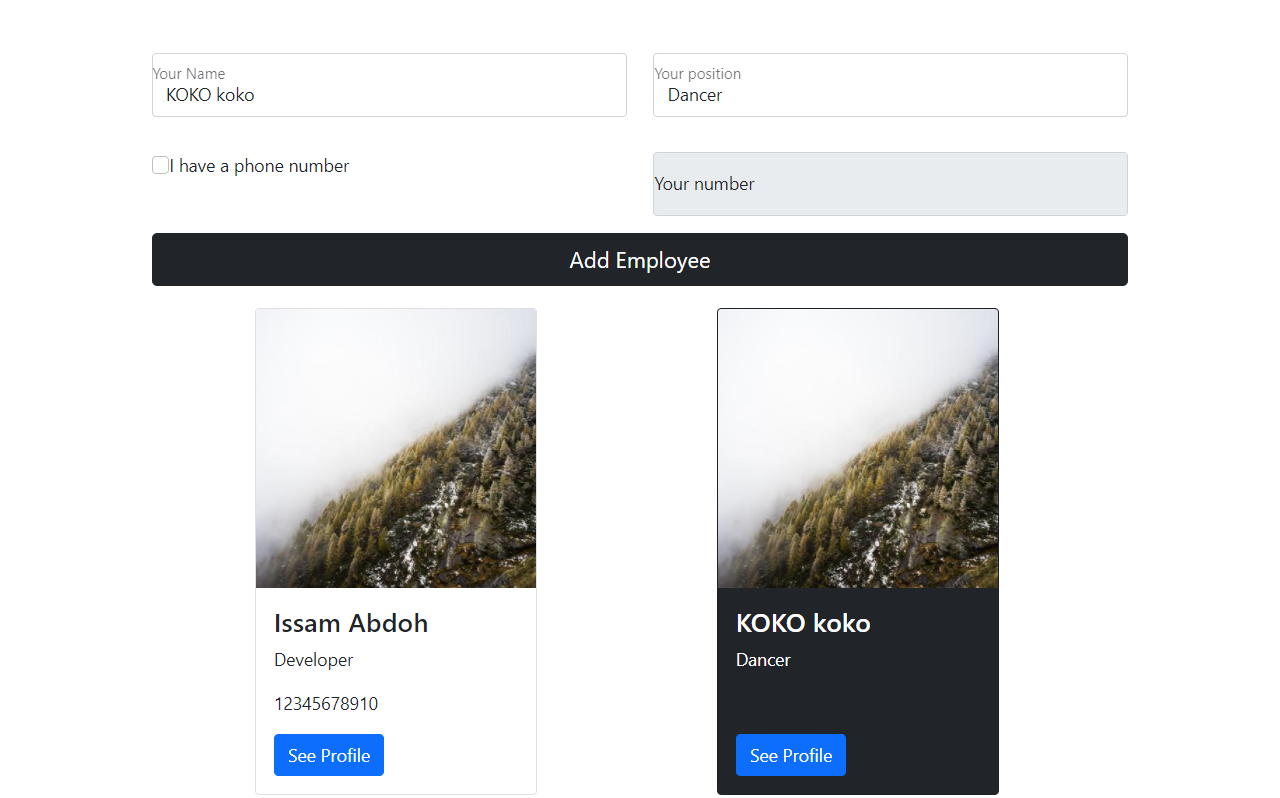 Your Name
KOKO koko
Your position
Dancer
I have a phone number
Your number
Add Employee
Issam Abdoh
Developer
12345678910
See Profile
KOKO koko
Dancer
See Profile